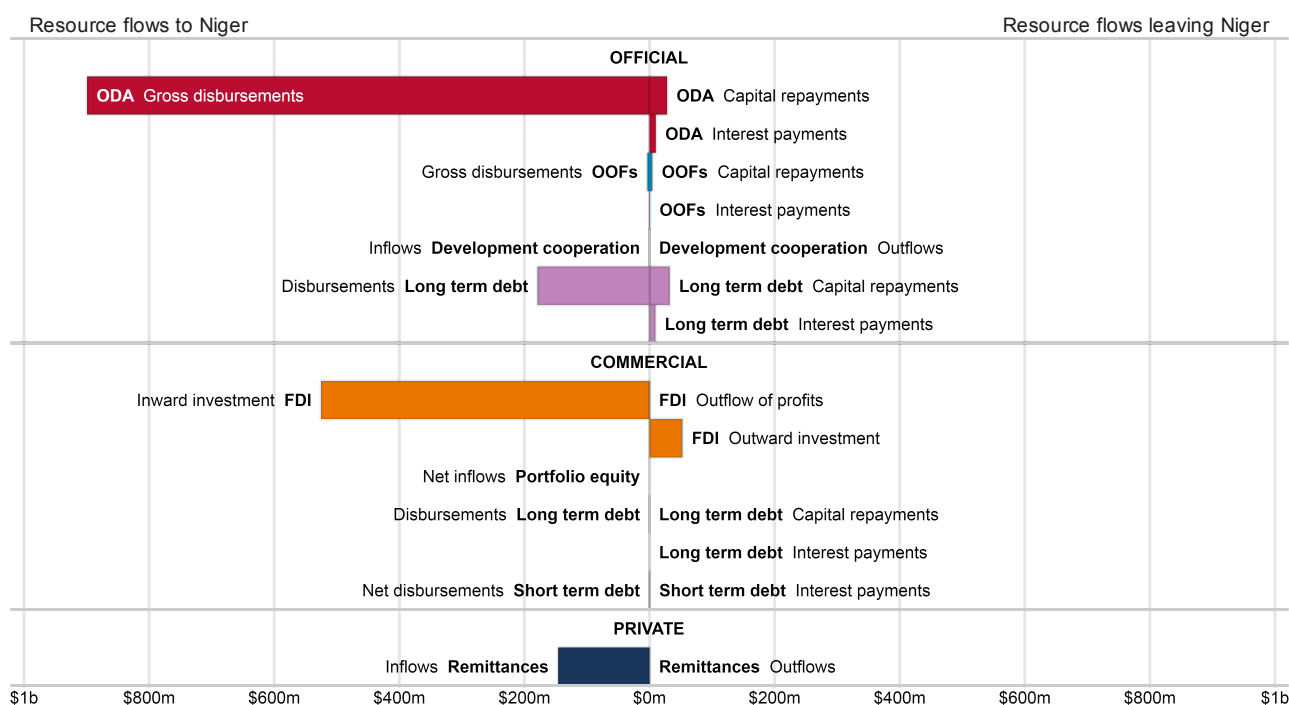 Resource flows to Niger Resource flows leaving Niger
OFFICIAL
ODA Gross disbursements ODA Capital repayments
ODA Interest payments
Gross disbursements OOFs OOFs Capital repayments
OOFs Interest payments
Inflows Development cooperation Development cooperation Outflows
Disbursements Long term debt Long term debt Capital repayments
Long term debt Interest payments
COMMERCIAL
Inward investment FDI FDI Outflow of profits
FDI Outward investment
Net inflows Portfolio equity
Disbursements Long term debt Long term debt Capital repayments
Long term debt Interest payments
Net disbursements Short term debt Short term debt Interest payments
PRIVATE
Inflows Remittances Remittances Outflows
$1b $800m $600m $400m $200m $0m $200m $400m $600m $800m $1b